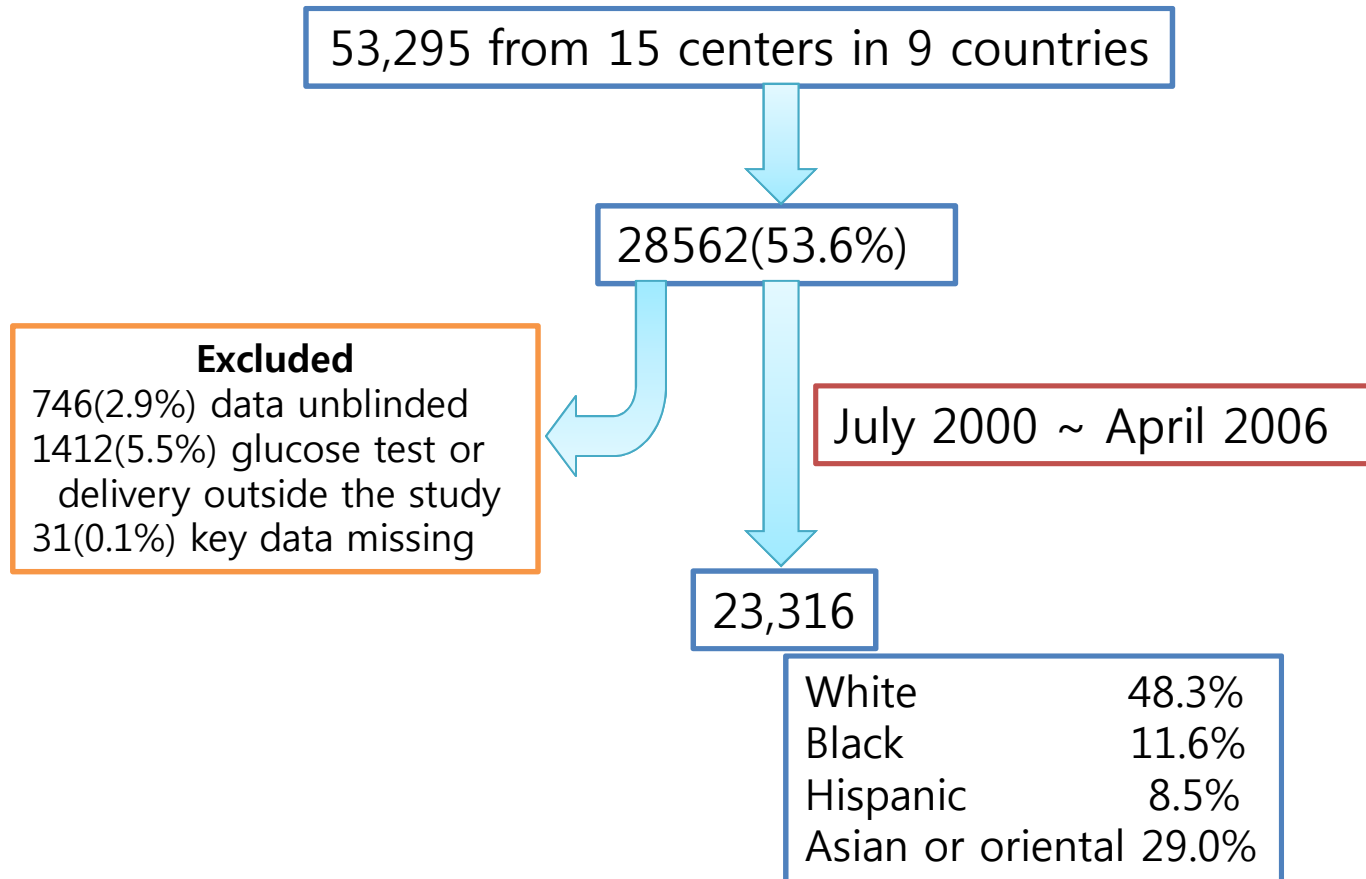 53,295 from 15 centers in 9 countries
28562(53.6%)
Excluded
746(2.9%) data unblinded
1412(5.5%) glucose test or
delivery outside the study
31(0.1%) key data missing
July 2000 ~ April 2006
23,316
White 48.3%
Black 11.6%
Hispanic 8.5%
Asian or oriental 29.0%